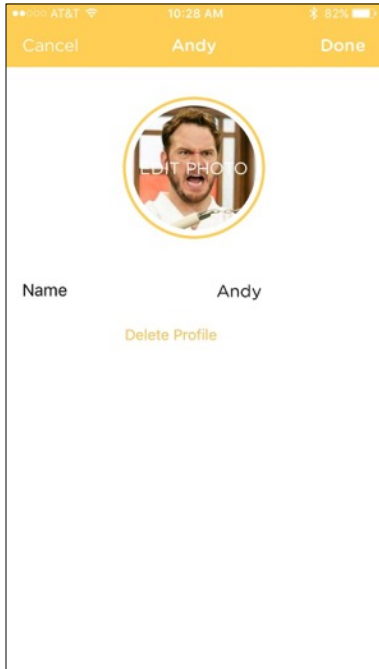 AT&T 10:28 AM 82%
Cancel Andy Done
EDIT PHOTO
Name Andy
Delete Profile